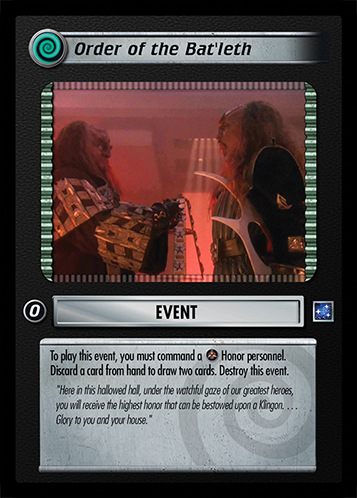 Order of the Bat'leth
0
EVENT
To play this event, you must command a Honor personnel.
Discard a card from hand to draw two cards. Destroy this event.
"Here in this hallowed hall, under the watchful gaze of our greatest heroes,
you will receive the highest honor that can be bestowed upon a Klingon. . . .
Glory to you and your house."